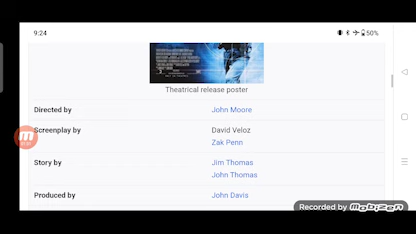 9:24
50%
Theatrical release poster
Directed by John Moore
Screenplay by David Veloz
Zak Penn
Story by Jim Thomas
John Thomas
Produced by John Davis
Recorded by Mobizen